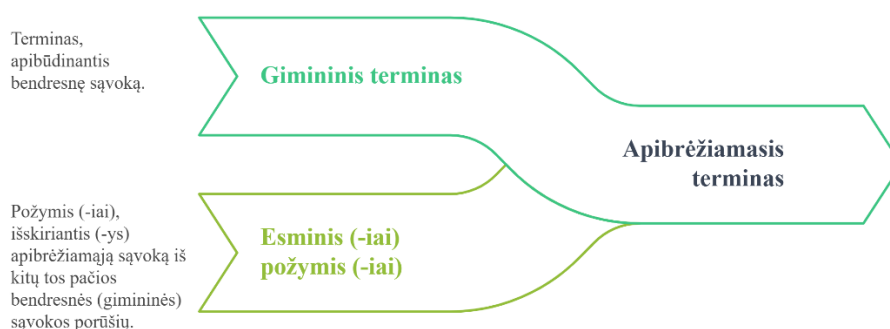 Terminas,
apibūdinantis
bendresnę sąvoką.
Gimininis terminas
Apibrėžiamasis
terminas
Požymis (-iai),
išskiriantis (-ys)
apibrėžiamąją sąvoką iš
kitų tos pačios
bendresnės (gimininės)
sąvokos porūšių.
Esminis (-iai)
požymis (-iai)